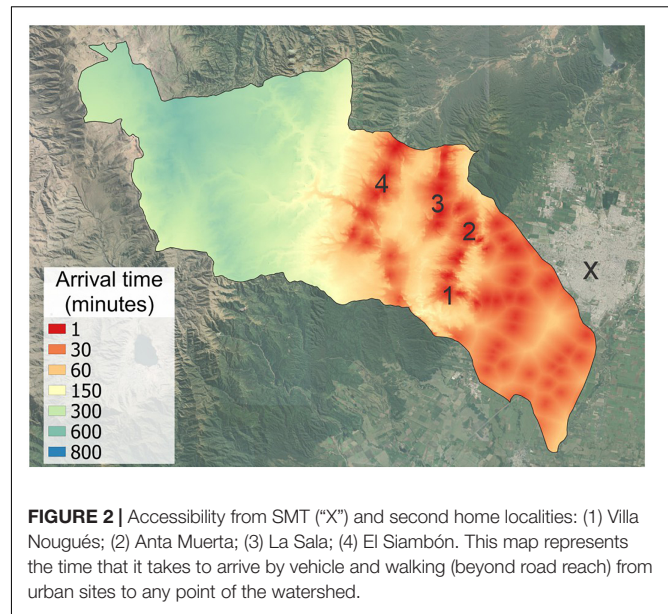 4
3
2
X
1
Arrival time
(minutes)
1
30
60
150
300
600
800
FIGURE 2 | Accessibility from SMT (“X”) and second home localities: (1) Villa
Nougués; (2) Anta Muerta; (3) La Sala; (4) El Siambón. This map represents
the time that it takes to arrive by vehicle and walking (beyond road reach) from
urban sites to any point of the watershed.